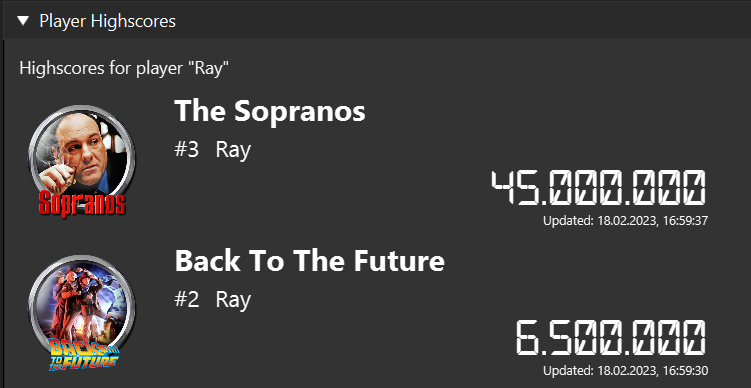 Player Highscores
Highscores for player "Ray"
The Sopranos
#3 Ray
Sopranos
45.000.000
Updated: 18.02.2023, 16:59:37
Back To The Future
#2 Ray
BACK
TO THE
FUTURE
6.500.000
Updated: 18.02.2023, 16:59:30